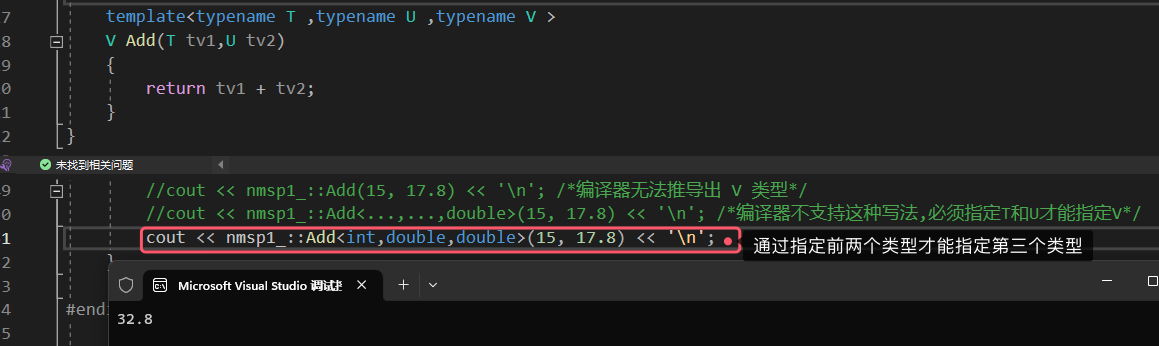 7 template<typename T ,typename U ,typename V >
8 V Add(T tv1,U tv2)
9 {
0 return tv1 + tv2;
1 }
2 }
未找到相关问题
9 //cout << nmsp1_::Add(15, 17.8) << '\n'; /*编译器无法推导出 V 类型*/
0 //cout << nmsp1_::Add<...,...,double>(15, 17.8) << '\n'; /*编译器不支持这种写法,必须指定T和U才能指定V*/
1 cout << nmsp1_::Add<int,double,double>(15, 17.8) << '\n';
通过指定前两个类型才能指定第三个类型
2 }
3 Microsoft Visual Studio 调试
4 #endi
32.8
5